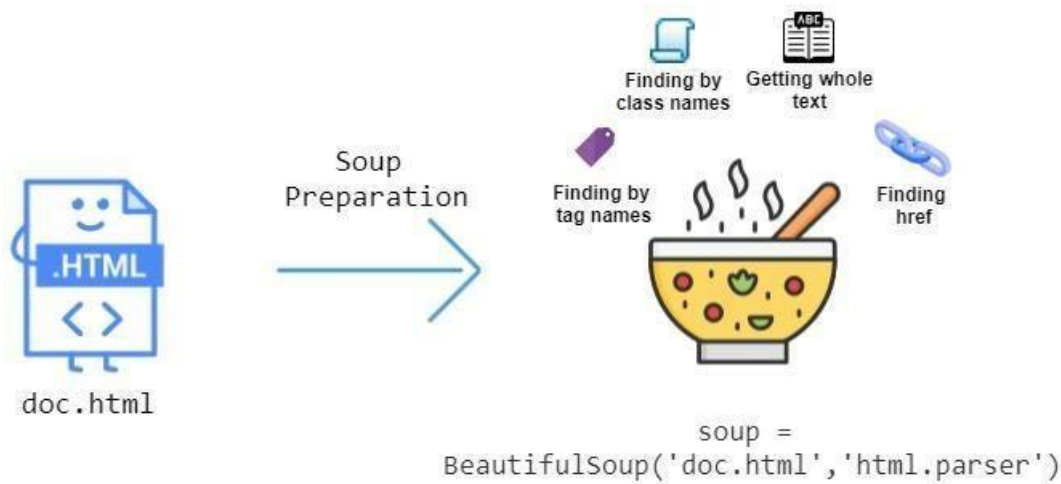 ABC
Finding by
class names
Getting whole
text
Soup
Preparation
Finding by
tag names
Finding
href
.HTML
< >
doc.html
soup =
BeautifulSoup('doc.html','html.parser')